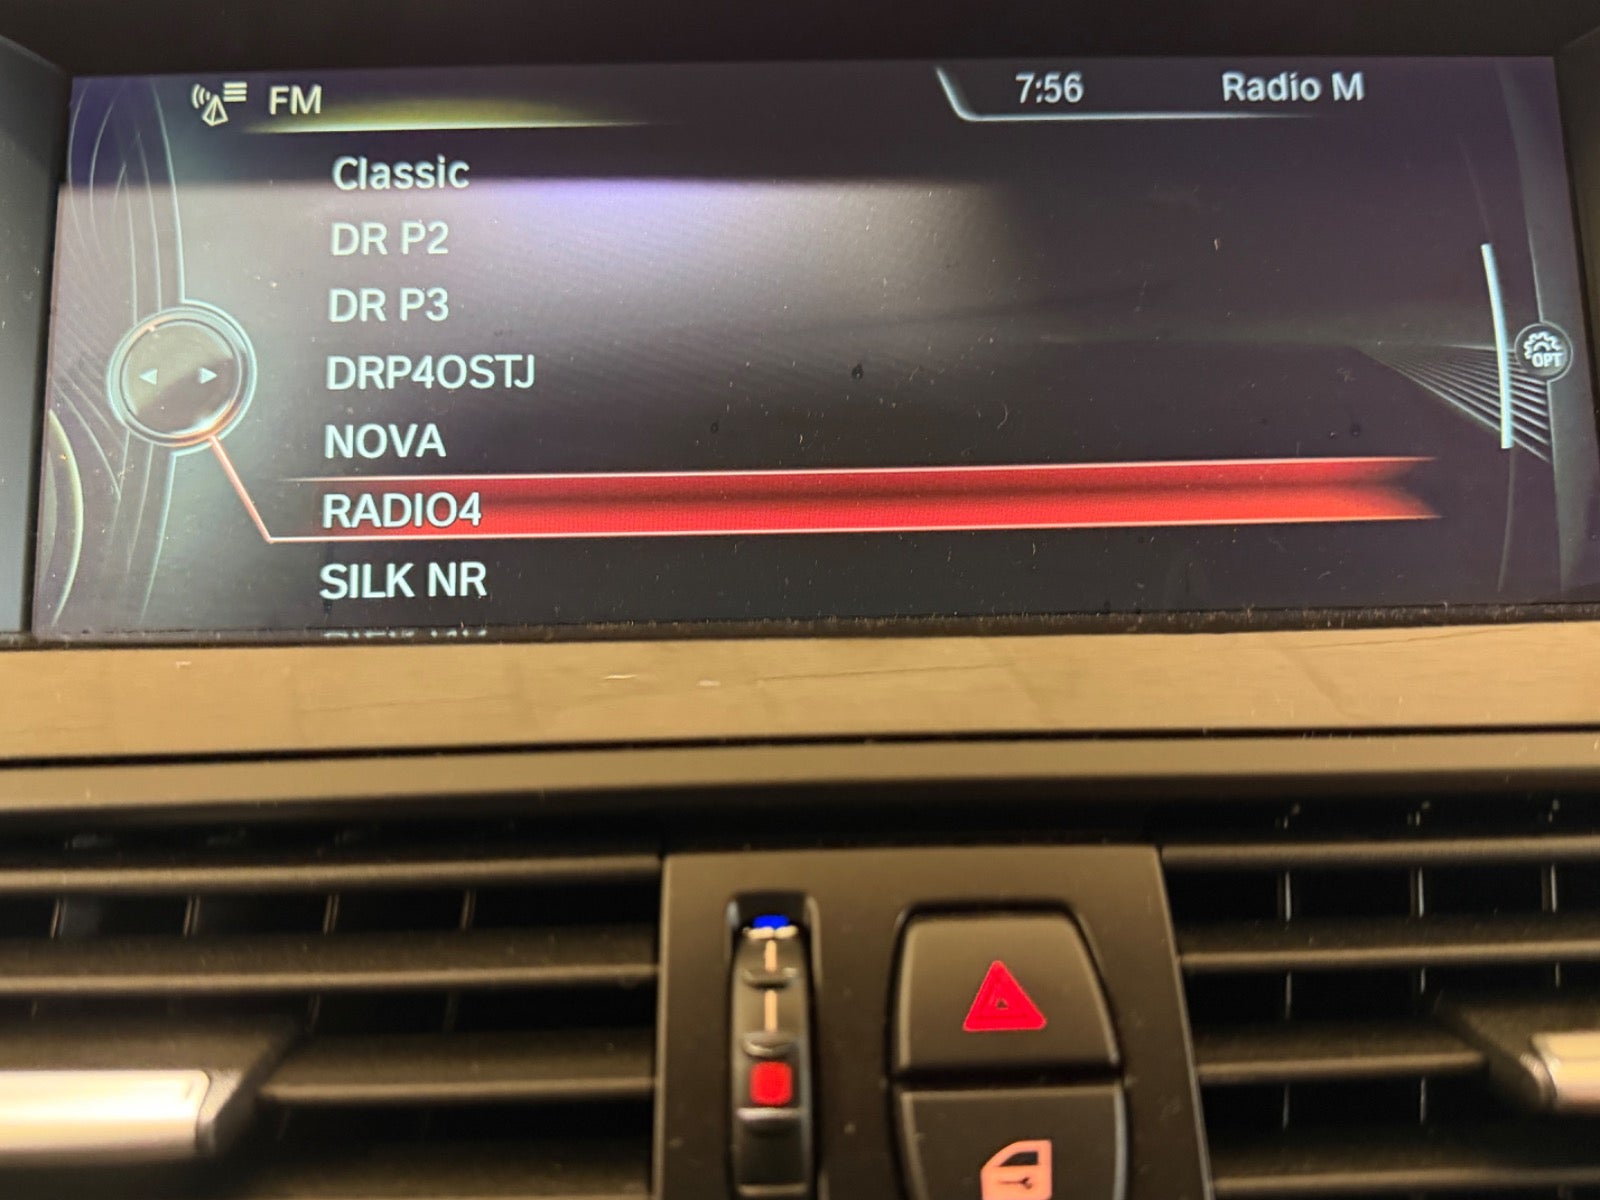 FM 7:56 Radio M
Classic
DR P2
DR P3
DRP4OSTJ
OPT
NOVA
RADIO4
SILK NR